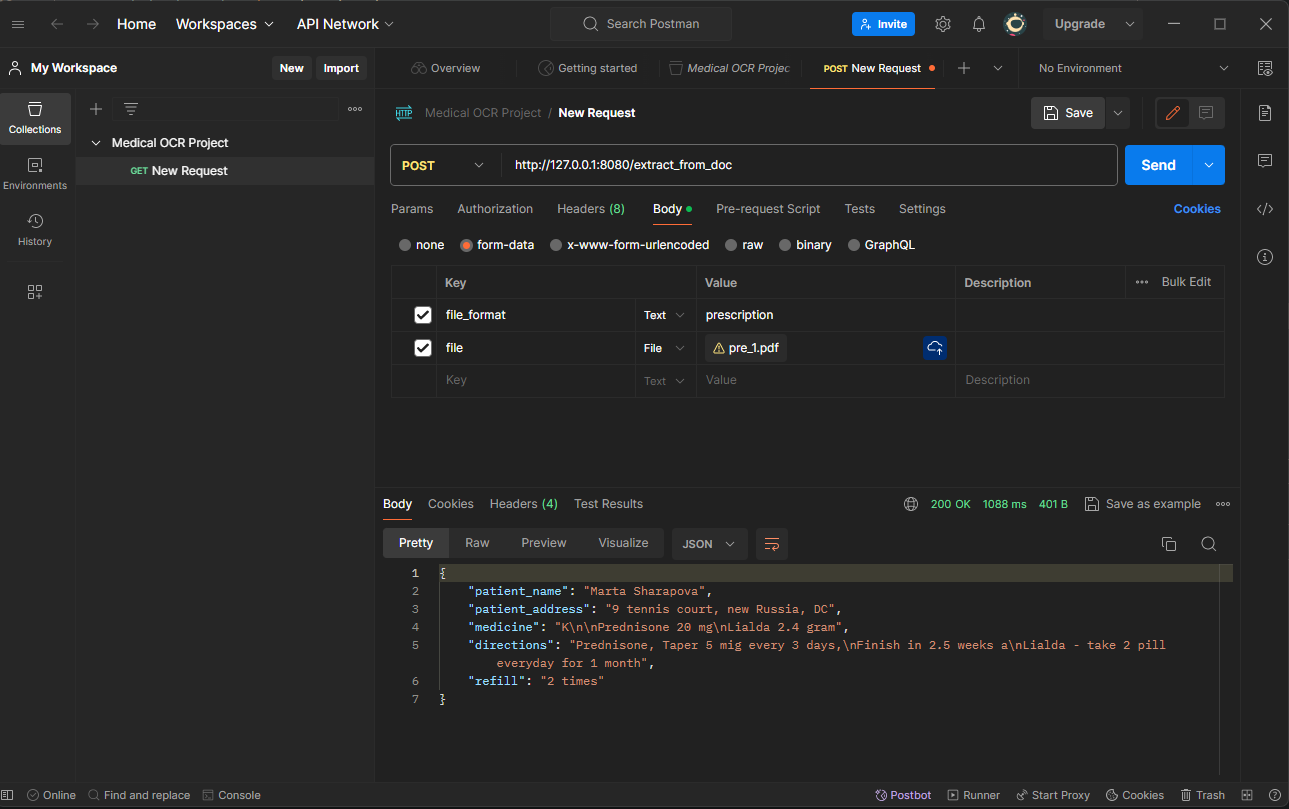 Home Workspaces API Network Search Postman Invite Upgrade
My Workspace New Import
Overview Getting started Medical OCR Projec POST New Request No Environment
Collections
Environments
History
Medical OCR Project
GET New Request
HTTP Medical OCR Project / New Request Save
POST http://127.0.0.1:8080/extract_from_doc Send
Params Authorization Headers (8) Body Pre-request Script Tests Settings Cookies
none form-data x-www-form-urlencoded raw binary GraphQL
Key Value Description Bulk Edit
file_format Text prescription
file File pre_1.pdf
Key Text Value Description
Body Cookies Headers (4) Test Results 200 OK 1088 ms 401 B Save as example
Pretty Raw Preview Visualize JSON
1 {
2 "patient_name": "Marta Sharapova",
3 "patient_address": "9 tennis court, new Russia, DC",
4 "medicine": "K\n\nPrednisone 20 mg\nLialda 2.4 gram",
5 "directions": "Prednisone, Taper 5 mig every 3 days,\nFinish in 2.5 weeks a\nLialda - take 2 pill
everyday for 1 month",
6 "refill": "2 times"
7 }
Online Find and replace Console Postbot Runner Start Proxy Cookies Trash